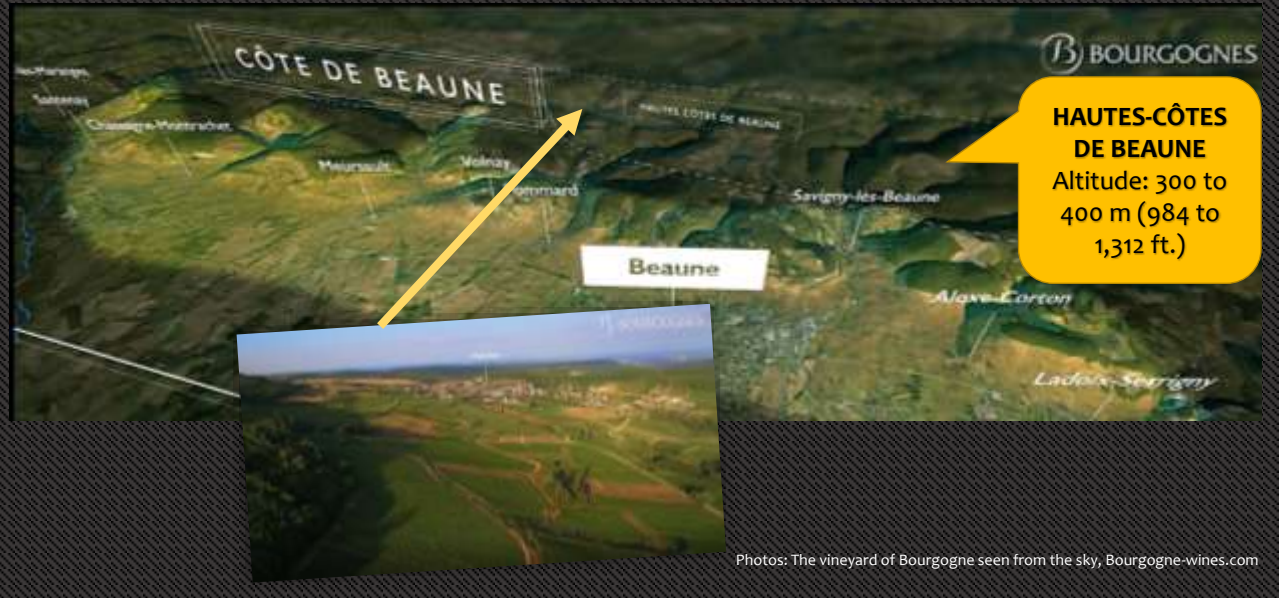 CÔTE DE BEAUNE
BOURGOGNES
HAUTES-CÔTES
DE BEAUNE
Altitude: 300 to
400 m (984 to
1,312 ft.)
HAUTES CÔTES DE BEAUNE
Chassagne-Montrachet
Meursault
Volnay
Pommard
Savigny-lès-Beaune
Beaune
Aloxe-Corton
Ladoix-Serrigny
Photos: The vineyard of Bourgogne seen from the sky, Bourgogne-wines.com